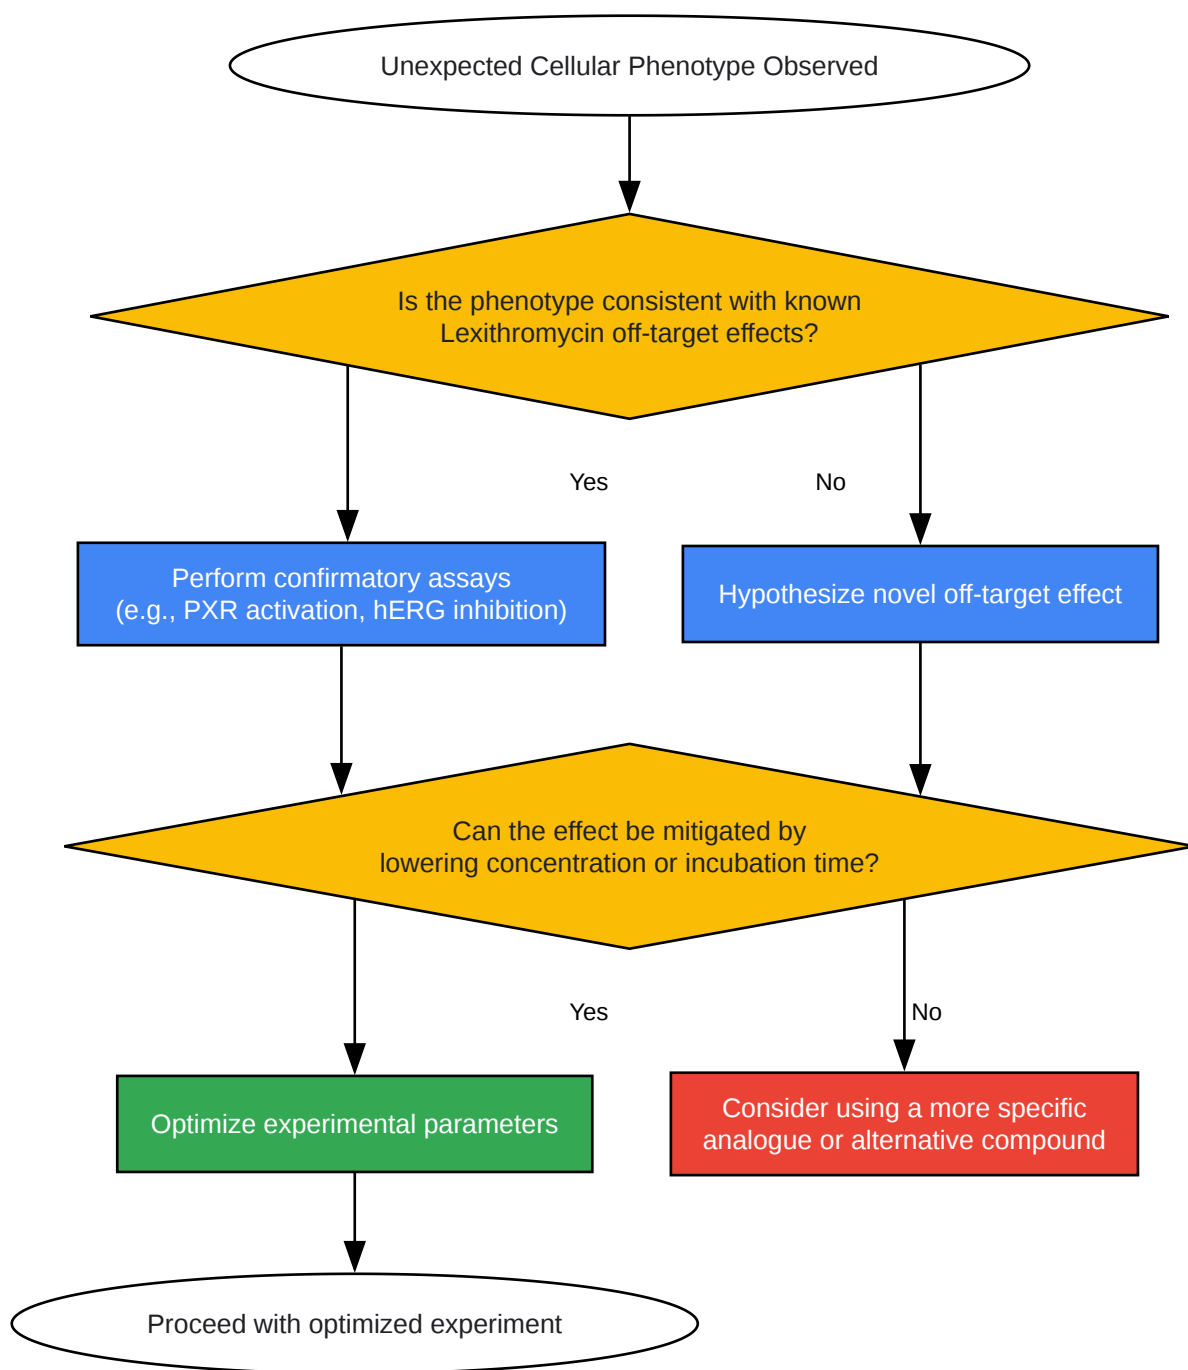 Unexpected Cellular Phenotype Observed
Is the phenotype consistent with known
Lexithromycin off-target effects?
Yes
No
Perform confirmatory assays
(e.g., PXR activation, hERG inhibition)
Hypothesize novel off-target effect
Can the effect be mitigated by
lowering concentration or incubation time?
Yes
No
Optimize experimental parameters
Consider using a more specific
analogue or alternative compound
Proceed with optimized experiment